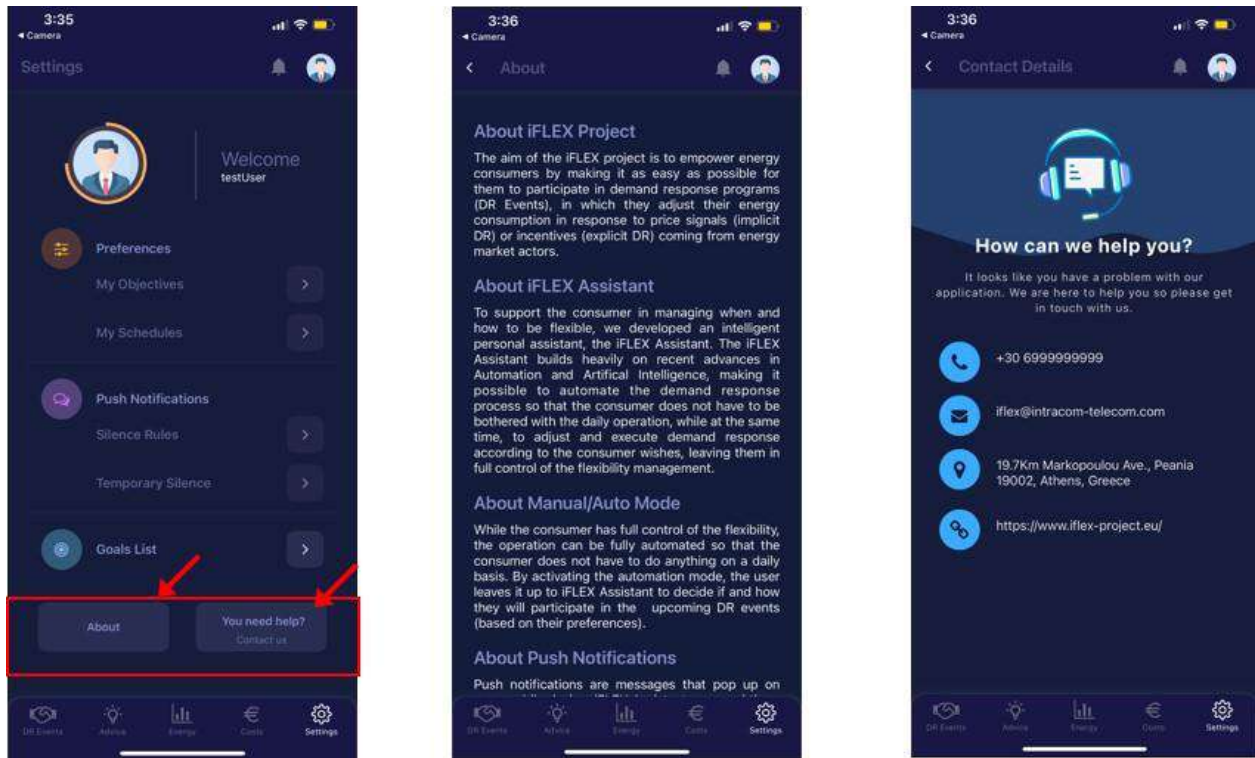 3:35
Camera
Settings
Welcome
testUser
Preferences
My Objectives
My Schedules
Push Notifications
Silence Rules
Temporary Silence
Goals List
About
You need help?
Contact us
DR Events
Advice
Energy
Costs
Settings
3:36
Camera
About
About iFLEX Project
The aim of the iFLEX project is to empower energy
consumers by making it as easy as possible for
them to participate in demand response programs
(DR Events), in which they adjust their energy
consumption in response to price signals (implicit
DR) or incentives (explicit DR) coming from energy
market actors.
About iFLEX Assistant
To support the consumer in managing when and
how to be flexible, we developed an intelligent
personal assistant, the iFLEX Assistant. The iFLEX
Assistant builds heavily on recent advances in
Automation and Artifical Intelligence, making it
possible to automate the demand response
process so that the consumer does not have to be
bothered with the daily operation, while at the same
time, to adjust and execute demand response
according to the consumer wishes, leaving them in
full control of the flexibility management.
About Manual/Auto Mode
While the consumer has full control of the flexibility,
the operation can be fully automated so that the
consumer does not have to do anything on a daily
basis. By activating the automation mode, the user
leaves it up to iFLEX Assistant to decide if and how
they will participate in the upcoming DR events
(based on their preferences).
About Push Notifications
Push notifications are messages that pop up on
DR Events
Advice
Energy
Costs
Settings
3:36
Camera
Contact Details
How can we help you?
It looks like you have a problem with our
application. We are here to help you so please get
in touch with us.
+30 6999999999
iflex@intracom-telecom.com
19.7Km Markopoulou Ave., Peania
19002, Athens, Greece
https://www.iflex-project.eu/
DR Events
Advice
Energy
Costs
Settings